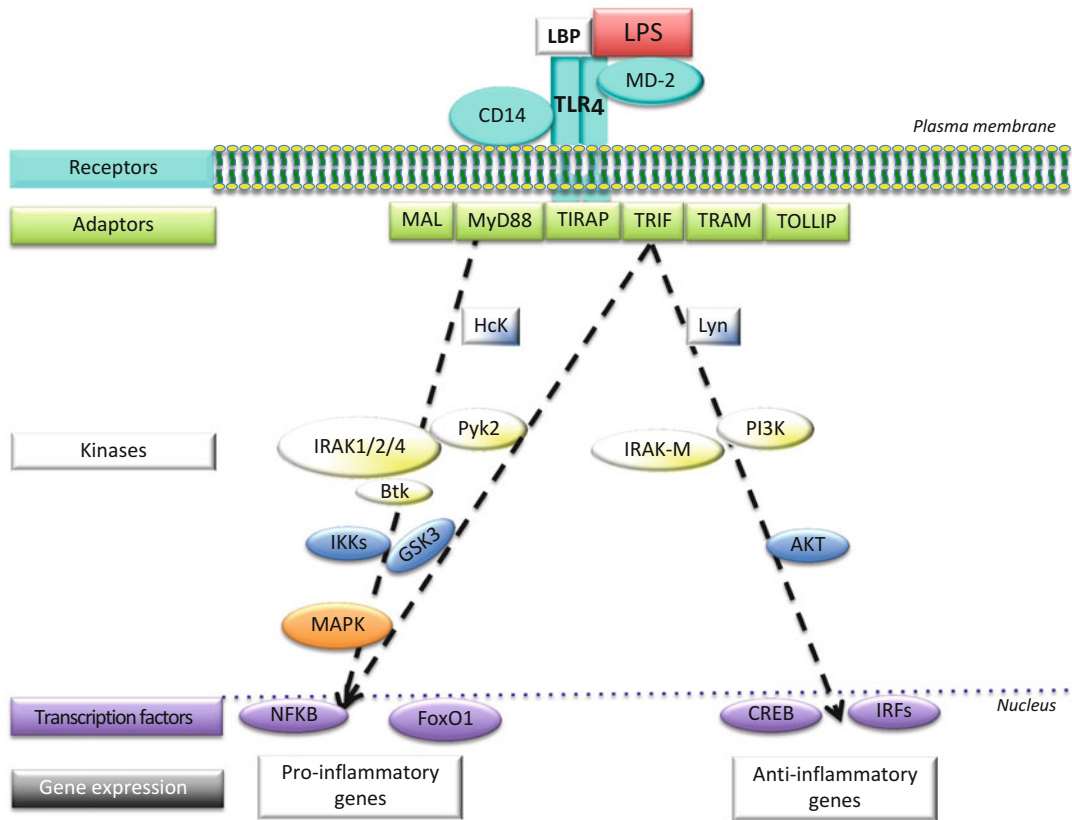 LBP
LPS
MD-2
TLR4
CD14
Plasma membrane
Receptors
Adaptors
MAL
MyD88
TIRAP
TRIF
TRAM
TOLLIP
HcK
Lyn
Kinases
IRAK1/2/4
Pyk2
IRAK-M
PI3K
Btk
IKKs
GSK3
AKT
MAPK
Transcription factors
NFKB
FoxO1
CREB
IRFs
Nucleus
Gene expression
Pro-inflammatory
genes
Anti-inflammatory
genes